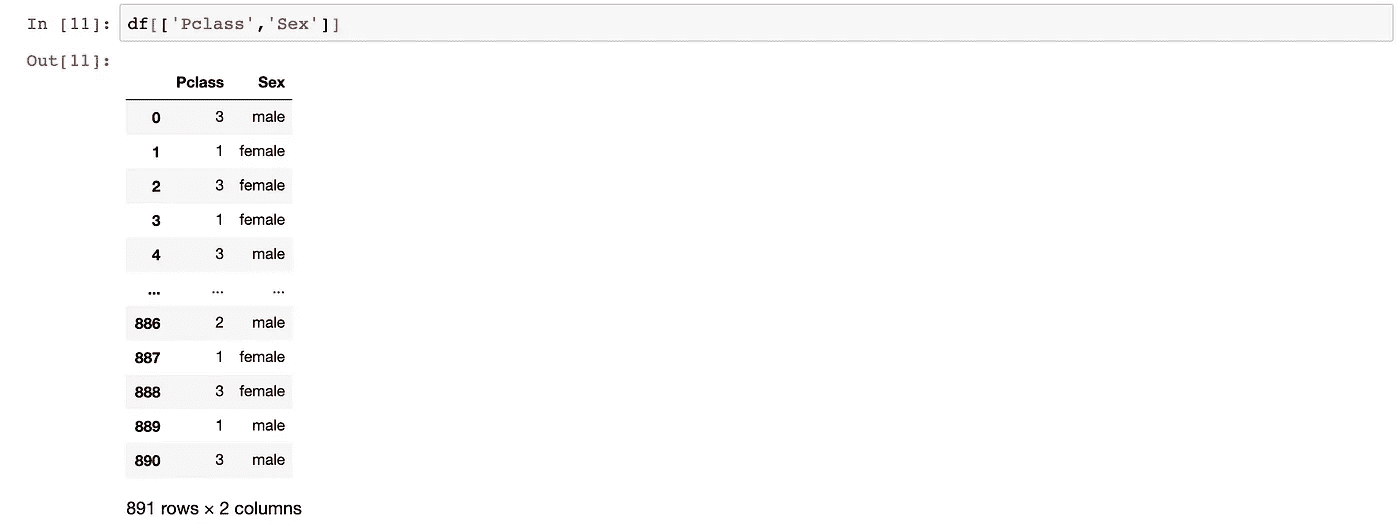 In [11]: df[['Pclass','Sex']]
Out[11]:
Pclass Sex
0 3 male
1 1 female
2 3 female
3 1 female
4 3 male
... ... ...
886 2 male
887 1 female
888 3 female
889 1 male
890 3 male
891 rows × 2 columns